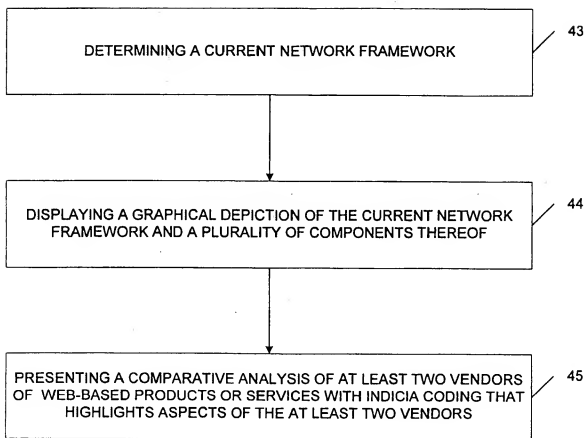 DETERMINING A CURRENT NETWORK FRAMEWORK
43
DISPLAYING A GRAPHICAL DEPICTION OF THE CURRENT NETWORK
FRAMEWORK AND A PLURALITY OF COMPONENTS THEREOF
44
PRESENTING A COMPARATIVE ANALYSIS OF AT LEAST TWO VENDORS
OF WEB-BASED PRODUCTS OR SERVICES WITH INDICIA CODING THAT
HIGHLIGHTS ASPECTS OF THE AT LEAST TWO VENDORS
45